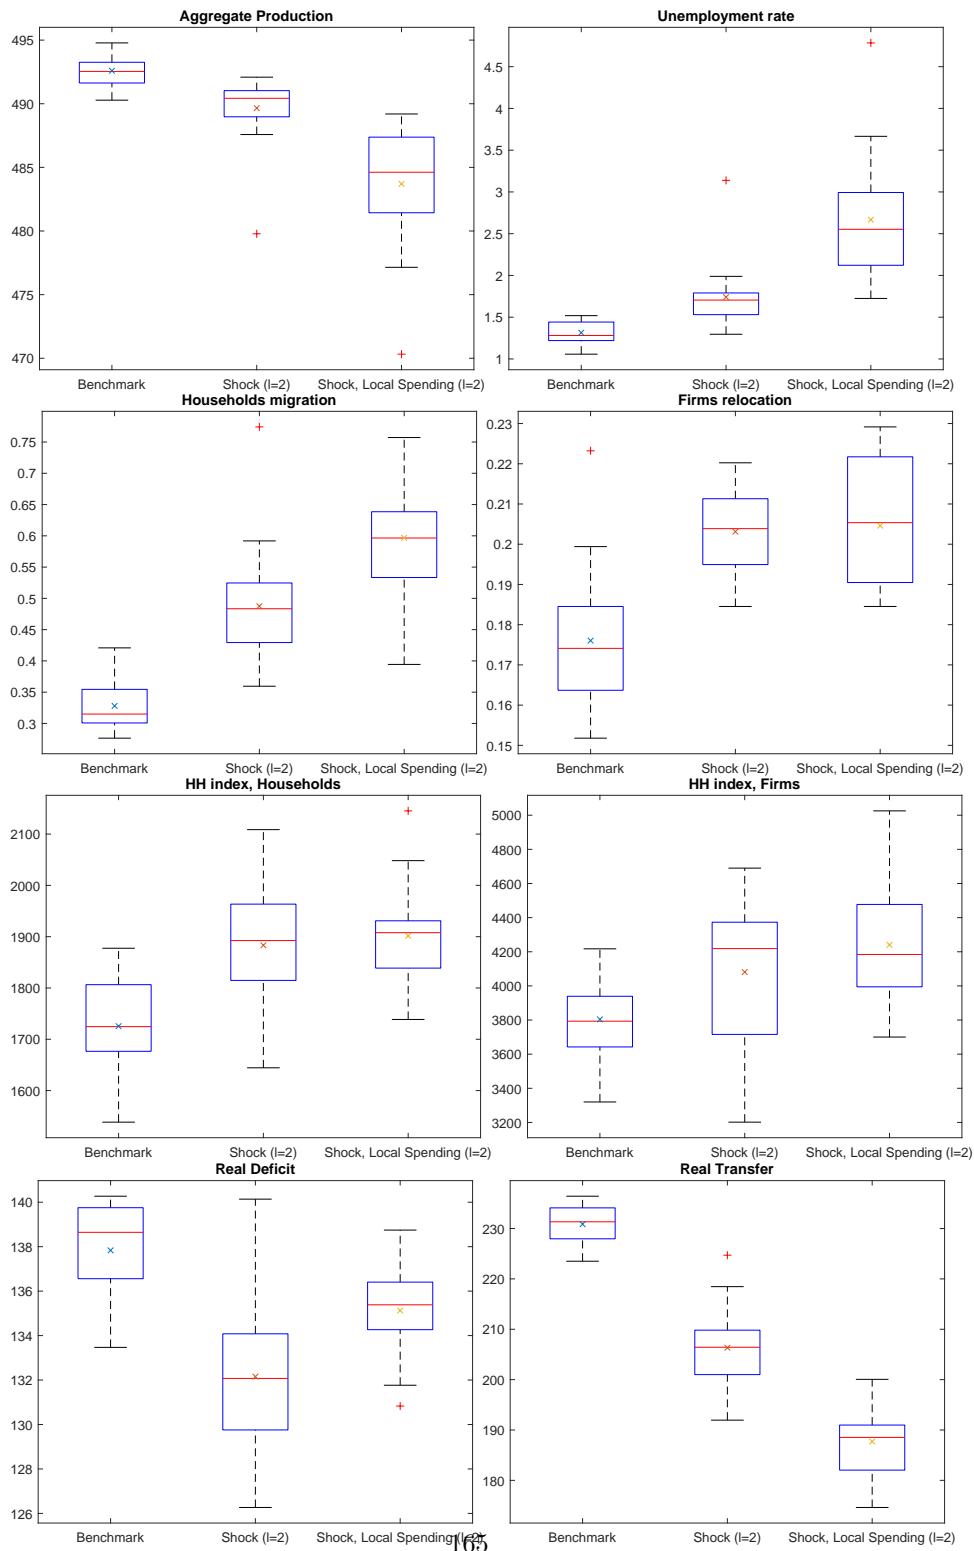 Aggregate Production
495
490
485
480
475
470
Benchmark
Shock (l=2)
Shock, Local Spending (l=2)
Unemployment rate
4.5
4
3.5
3
2.5
2
1.5
1
Benchmark
Shock (l=2)
Shock, Local Spending (l=2)
Households migration
0.75
0.7
0.65
0.6
0.55
0.5
0.45
0.4
0.35
0.3
Benchmark
Shock (l=2)
Shock, Local Spending (l=2)
Firms relocation
0.23
0.22
0.21
0.2
0.19
0.18
0.17
0.16
0.15
Benchmark
Shock (l=2)
Shock, Local Spending (l=2)
HH index, Households
2100
2000
1900
1800
1700
1600
Benchmark
Shock (l=2)
Shock, Local Spending (l=2)
HH index, Firms
5000
4800
4600
4400
4200
4000
3800
3600
3400
3200
Benchmark
Shock (l=2)
Shock, Local Spending (l=2)
Real Deficit
140
138
136
134
132
130
128
126
Benchmark
Shock (l=2)
Shock, Local Spending (l=2)
Real Transfer
230
220
210
200
190
180
Benchmark
Shock (l=2)
Shock, Local Spending (l=2)
165